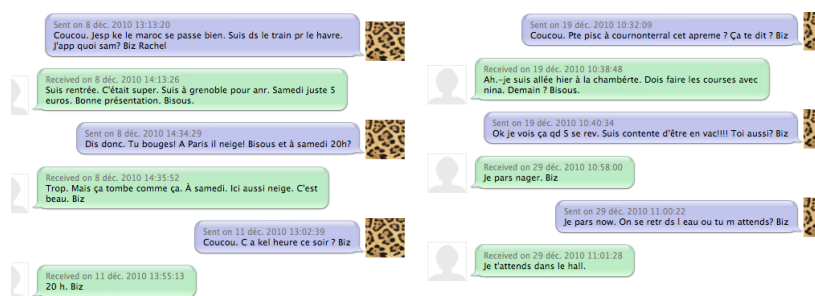 Sent on 8 déc. 2010 13:13:20
Coucou. Jesp ke le maroc se passe bien. Suis ds le train pr le havre.
J'app quoi sam? Biz Rachel
Received on 8 déc. 2010 14:13:26
Suis rentrée. C'était super. Suis à grenoble pour anr. Samedi juste 5
euros. Bonne présentation. Bisous.
Sent on 8 déc. 2010 14:34:29
Dis donc. Tu bouges! A Paris il neige! Bisous et à samedi 20h?
Received on 8 déc. 2010 14:35:52
Trop. Mais ça tombe comme ça. À samedi. Ici aussi neige. C'est
beau. Biz
Sent on 11 déc. 2010 13:02:39
Coucou. C a kel heure ce soir ? Biz
Received on 11 déc. 2010 13:55:13
20 h. Biz
Sent on 19 déc. 2010 10:32:09
Coucou. Pte pisc à cournonterral cet apreme ? Ça te dit ? Biz
Received on 19 déc. 2010 10:38:48
Ah.-je suis allée hier à la chambérte. Dois faire les courses avec
nina. Demain ? Bisous.
Sent on 19 déc. 2010 10:40:34
Ok je vois ça qd S se rev. Suis contente d'être en vac!!!! Toi aussi? Biz
Received on 29 déc. 2010 10:58:00
Je pars nager. Biz
Sent on 29 déc. 2010 11:00:22
Je pars now. On se retr ds l eau ou tu m attends? Biz
Received on 29 déc. 2010 11:01:28
Je t'attends dans le hall.